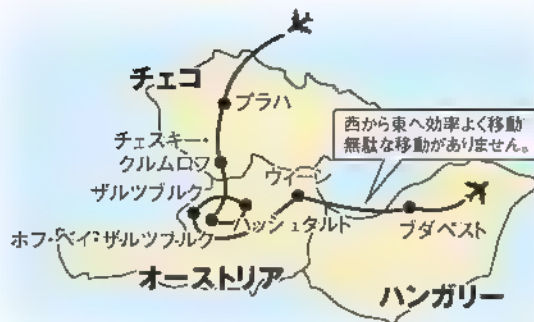 チェコ
プラハ
西から東へ効率よく移動
無駄な移動がありません。
チェスキー・
クルムロフ
ザルツブルク
ウィーン
ハッシュタルト
ブダペスト
ホフ・ベイ・ザルツブルク
オーストリア
ハンガリー